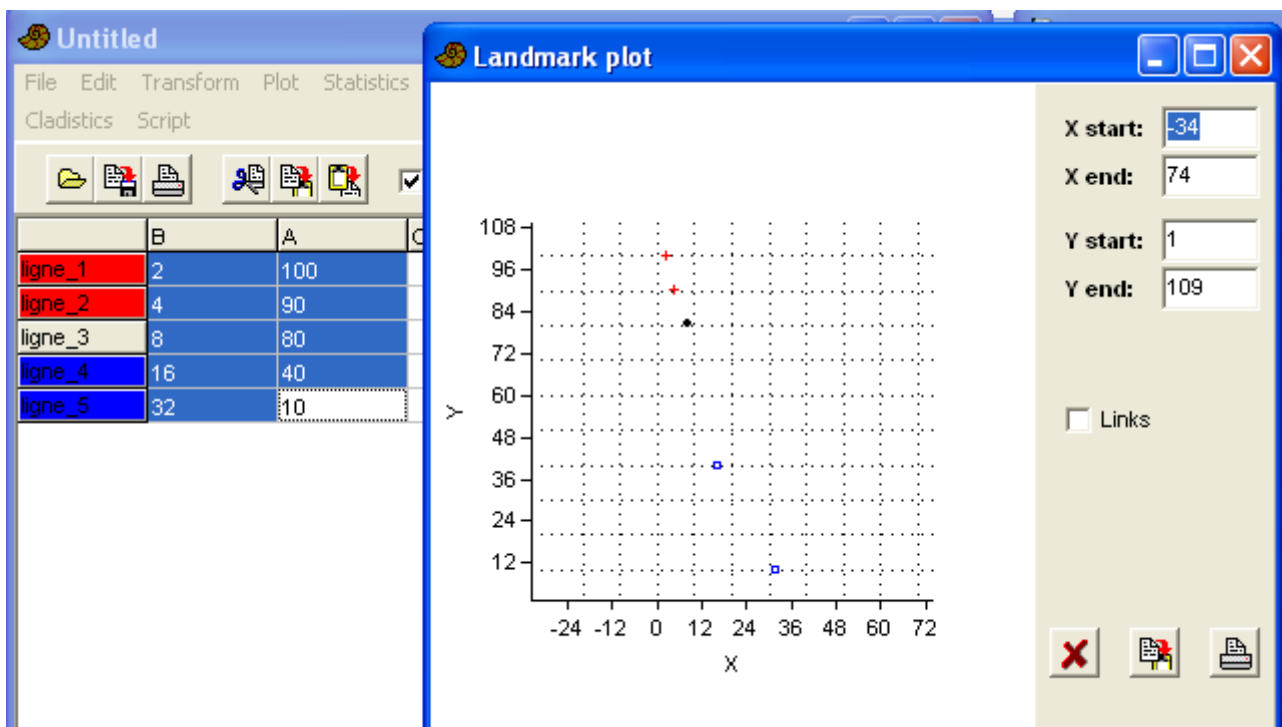 Untitled
File Edit Transform Plot Statistics
Cladistics Script
B A
ligne_1 2 100
ligne_2 4 90
ligne_3 8 80
ligne_4 16 40
ligne_5 32 10
Landmark plot
108
96
84
72
60
48
36
24
12
Y
-24 -12 0 12 24 36 48 60 72
X
X start: -34
X end: 74
Y start: 1
Y end: 109
Links